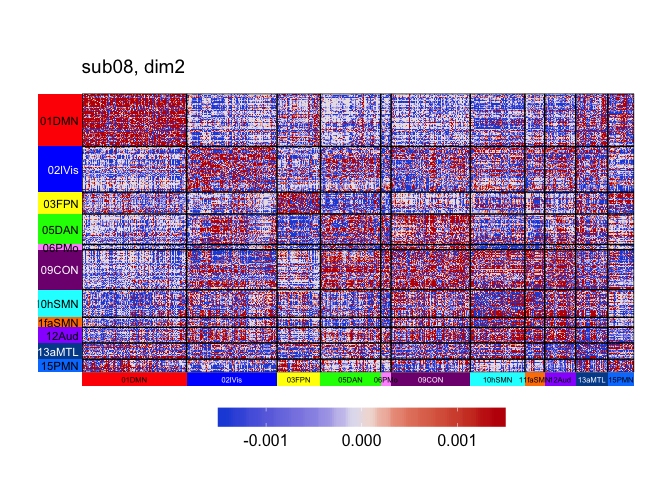 sub08, dim2
01DMN
02lVis
03FPN
05DAN
06PMo
09CON
10hSMN
1faSMN
12Aud
13aMTL
15PMN
01DMN 02lVis 03FPN 05DAN 06PMo 09CON 10hSMN 11faSMN 12Aud 13aMTL 15PMN
-0.001 0.000 0.001